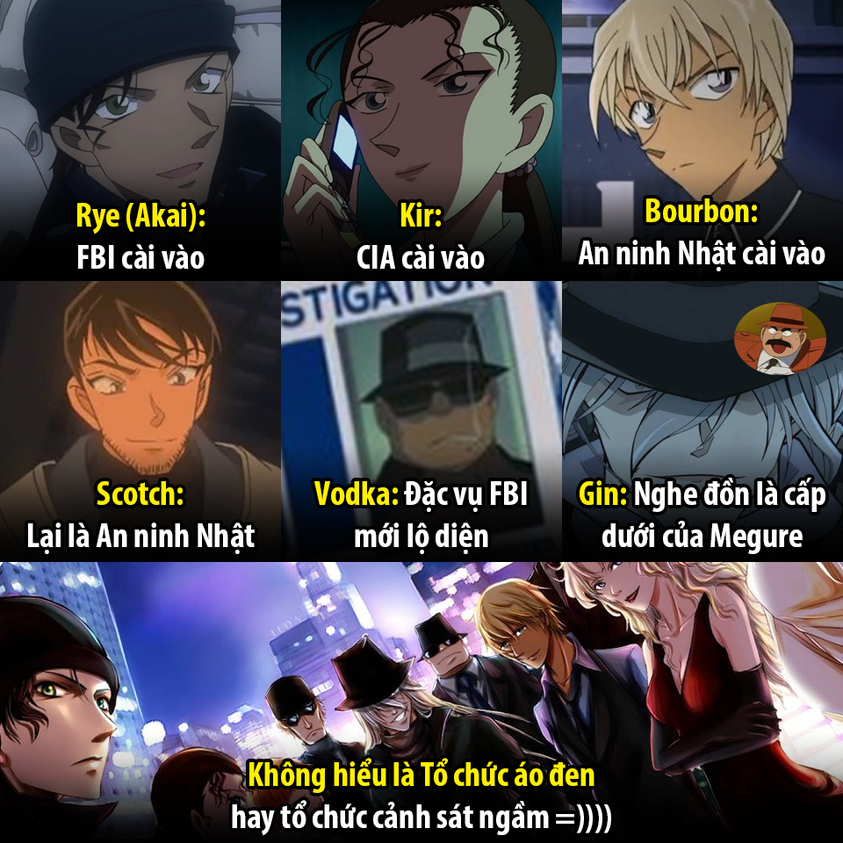 Rye (Akai):
FBI cài vào
Kir:
CIA cài vào
Bourbon:
An ninh Nhật cài vào
Scotch:
Lại là An ninh Nhật
STIGATION
Vodka: Đặc vụ FBI
mới lộ diện
Gin: Nghe đồn là cấp
dưới của Megure
Không hiểu là Tổ chức áo đen
hay tổ chức cảnh sát ngầm =))))